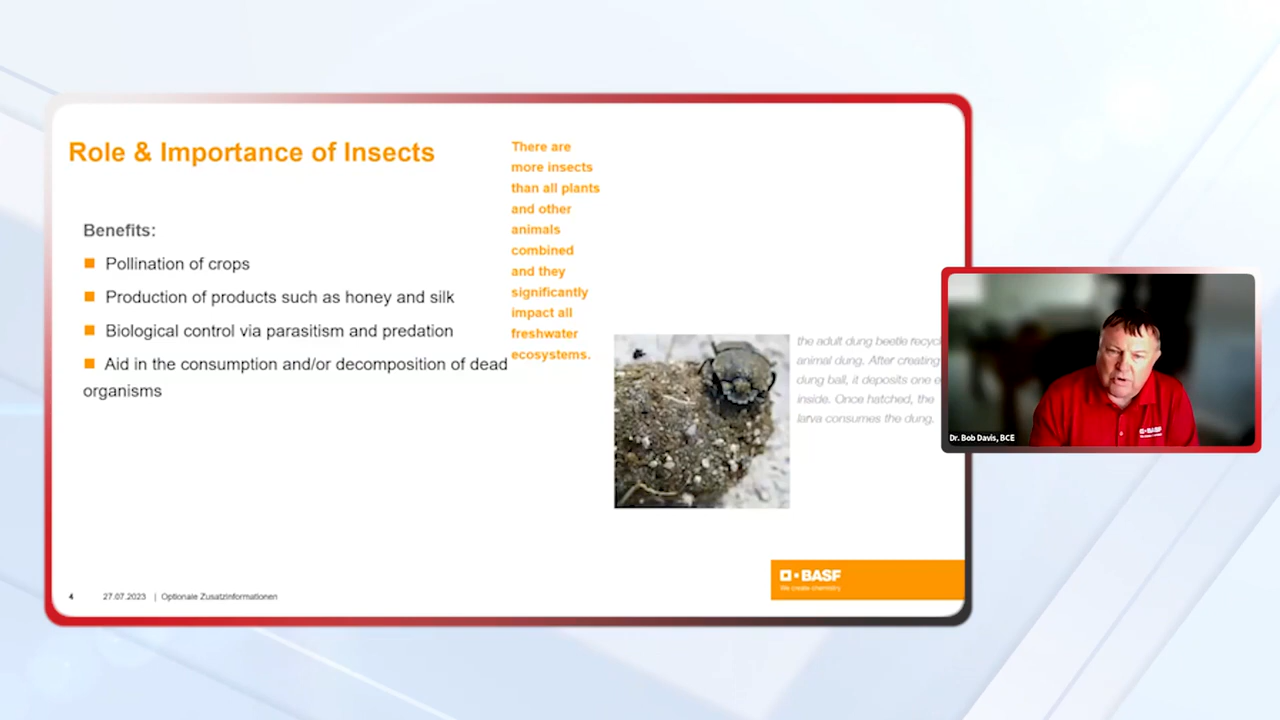 Role & Importance of Insects
Benefits:
Pollination of crops
Production of products such as honey and silk
Biological control via parasitism and predation
Aid in the consumption and/or decomposition of dead
organisms
There are
more insects
than all plants
and other
animals
combined
and they
significantly
impact all
freshwater
ecosystems.
the adult dung beetle
animal dung. After creating
dung ball, it deposits one
inside. Once hatched, the
larva consumes the dung.
BASF
We create chemistry
4 27.07.2023 | Optionale Zusatzinformationen
BASF
Dr. Bob Davis, BCE